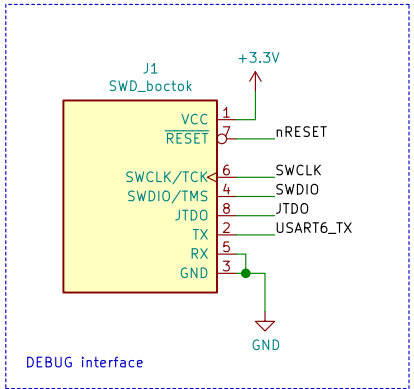 +3.3V
J1
SWD_boctok
VCC 1
RESET 7 nRESET
SWCLK/TCK 6 SWCLK
SWDIO/TMS 4 SWDIO
JTDO 8 JTDO
TX 2 USART6_TX
RX 5
GND 3
GND
DEBUG interface